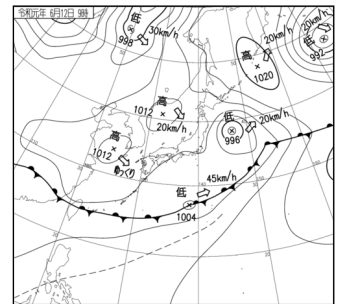 令和元年 6月12日 9時
低
998
30km/h
高
1020
20km/h
20km/h
低
992
高
1012
20km/h
低
996
20km/h
高
1012
ゆっくり
低
1004
45km/h